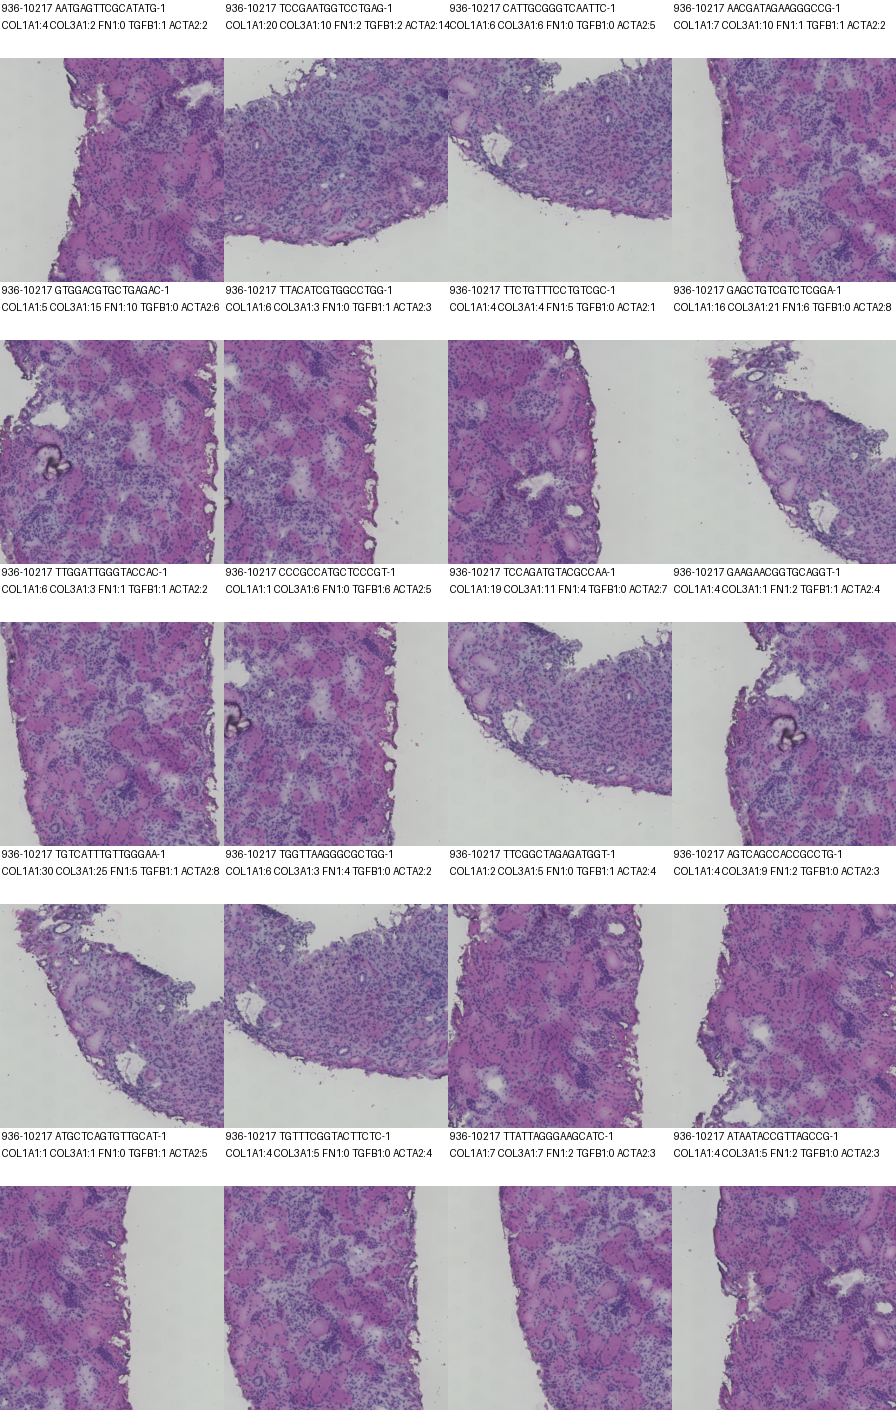 936-10217 AATGAGTTCGCATATG-1
COL1A1:4 COL3A1:2 FN1:0 TGFB1:1 ACTA2:2
936-10217 TCCGAATGGTCCTGAG-1
COL1A1:20 COL3A1:10 FN1:2 TGFB1:2 ACTA2:14
936-10217 CATTGCGGGTCAATTC-1
COL1A1:6 COL3A1:6 FN1:0 TGFB1:0 ACTA2:5
936-10217 AACGATAGAAGGGCCG-1
COL1A1:7 COL3A1:10 FN1:1 TGFB1:1 ACTA2:2
936-10217 GTGGACGTGCTGAGAC-1
COL1A1:5 COL3A1:15 FN1:10 TGFB1:0 ACTA2:6
936-10217 TTACATCGTGGCCTGG-1
COL1A1:6 COL3A1:3 FN1:0 TGFB1:1 ACTA2:3
936-10217 TTCTGTTTCCTGTCGC-1
COL1A1:4 COL3A1:4 FN1:5 TGFB1:0 ACTA2:1
936-10217 GAGCTGTCGTCTCGGA-1
COL1A1:16 COL3A1:21 FN1:6 TGFB1:0 ACTA2:8
936-10217 TTGGATTGGGTACCAC-1
COL1A1:6 COL3A1:3 FN1:1 TGFB1:1 ACTA2:2
936-10217 CCCGCCATGCTCCCGT-1
COL1A1:1 COL3A1:6 FN1:0 TGFB1:6 ACTA2:5
936-10217 TCCAGATGTACGCCAA-1
COL1A1:19 COL3A1:11 FN1:4 TGFB1:0 ACTA2:7
936-10217 GAAGAACGGTGCAGGT-1
COL1A1:4 COL3A1:1 FN1:2 TGFB1:1 ACTA2:4
936-10217 TGTCATTTGTTGGGAA-1
COL1A1:30 COL3A1:25 FN1:5 TGFB1:1 ACTA2:8
936-10217 TGGTTAAGGGCGCTGG-1
COL1A1:6 COL3A1:3 FN1:4 TGFB1:0 ACTA2:2
936-10217 TTCGGCTAGAGATGGT-1
COL1A1:2 COL3A1:5 FN1:0 TGFB1:1 ACTA2:4
936-10217 AGTCAGCCACCGCCTG-1
COL1A1:4 COL3A1:9 FN1:2 TGFB1:0 ACTA2:3
936-10217 ATGCTCAGTGTTGCAT-1
COL1A1:1 COL3A1:1 FN1:0 TGFB1:1 ACTA2:5
936-10217 TGTTTCGGTACTTCTC-1
COL1A1:4 COL3A1:5 FN1:0 TGFB1:0 ACTA2:4
936-10217 TTATTAGGGAAGCATC-1
COL1A1:7 COL3A1:7 FN1:2 TGFB1:0 ACTA2:3
936-10217 ATAATACCGTTAGCCG-1
COL1A1:4 COL3A1:5 FN1:2 TGFB1:0 ACTA2:3